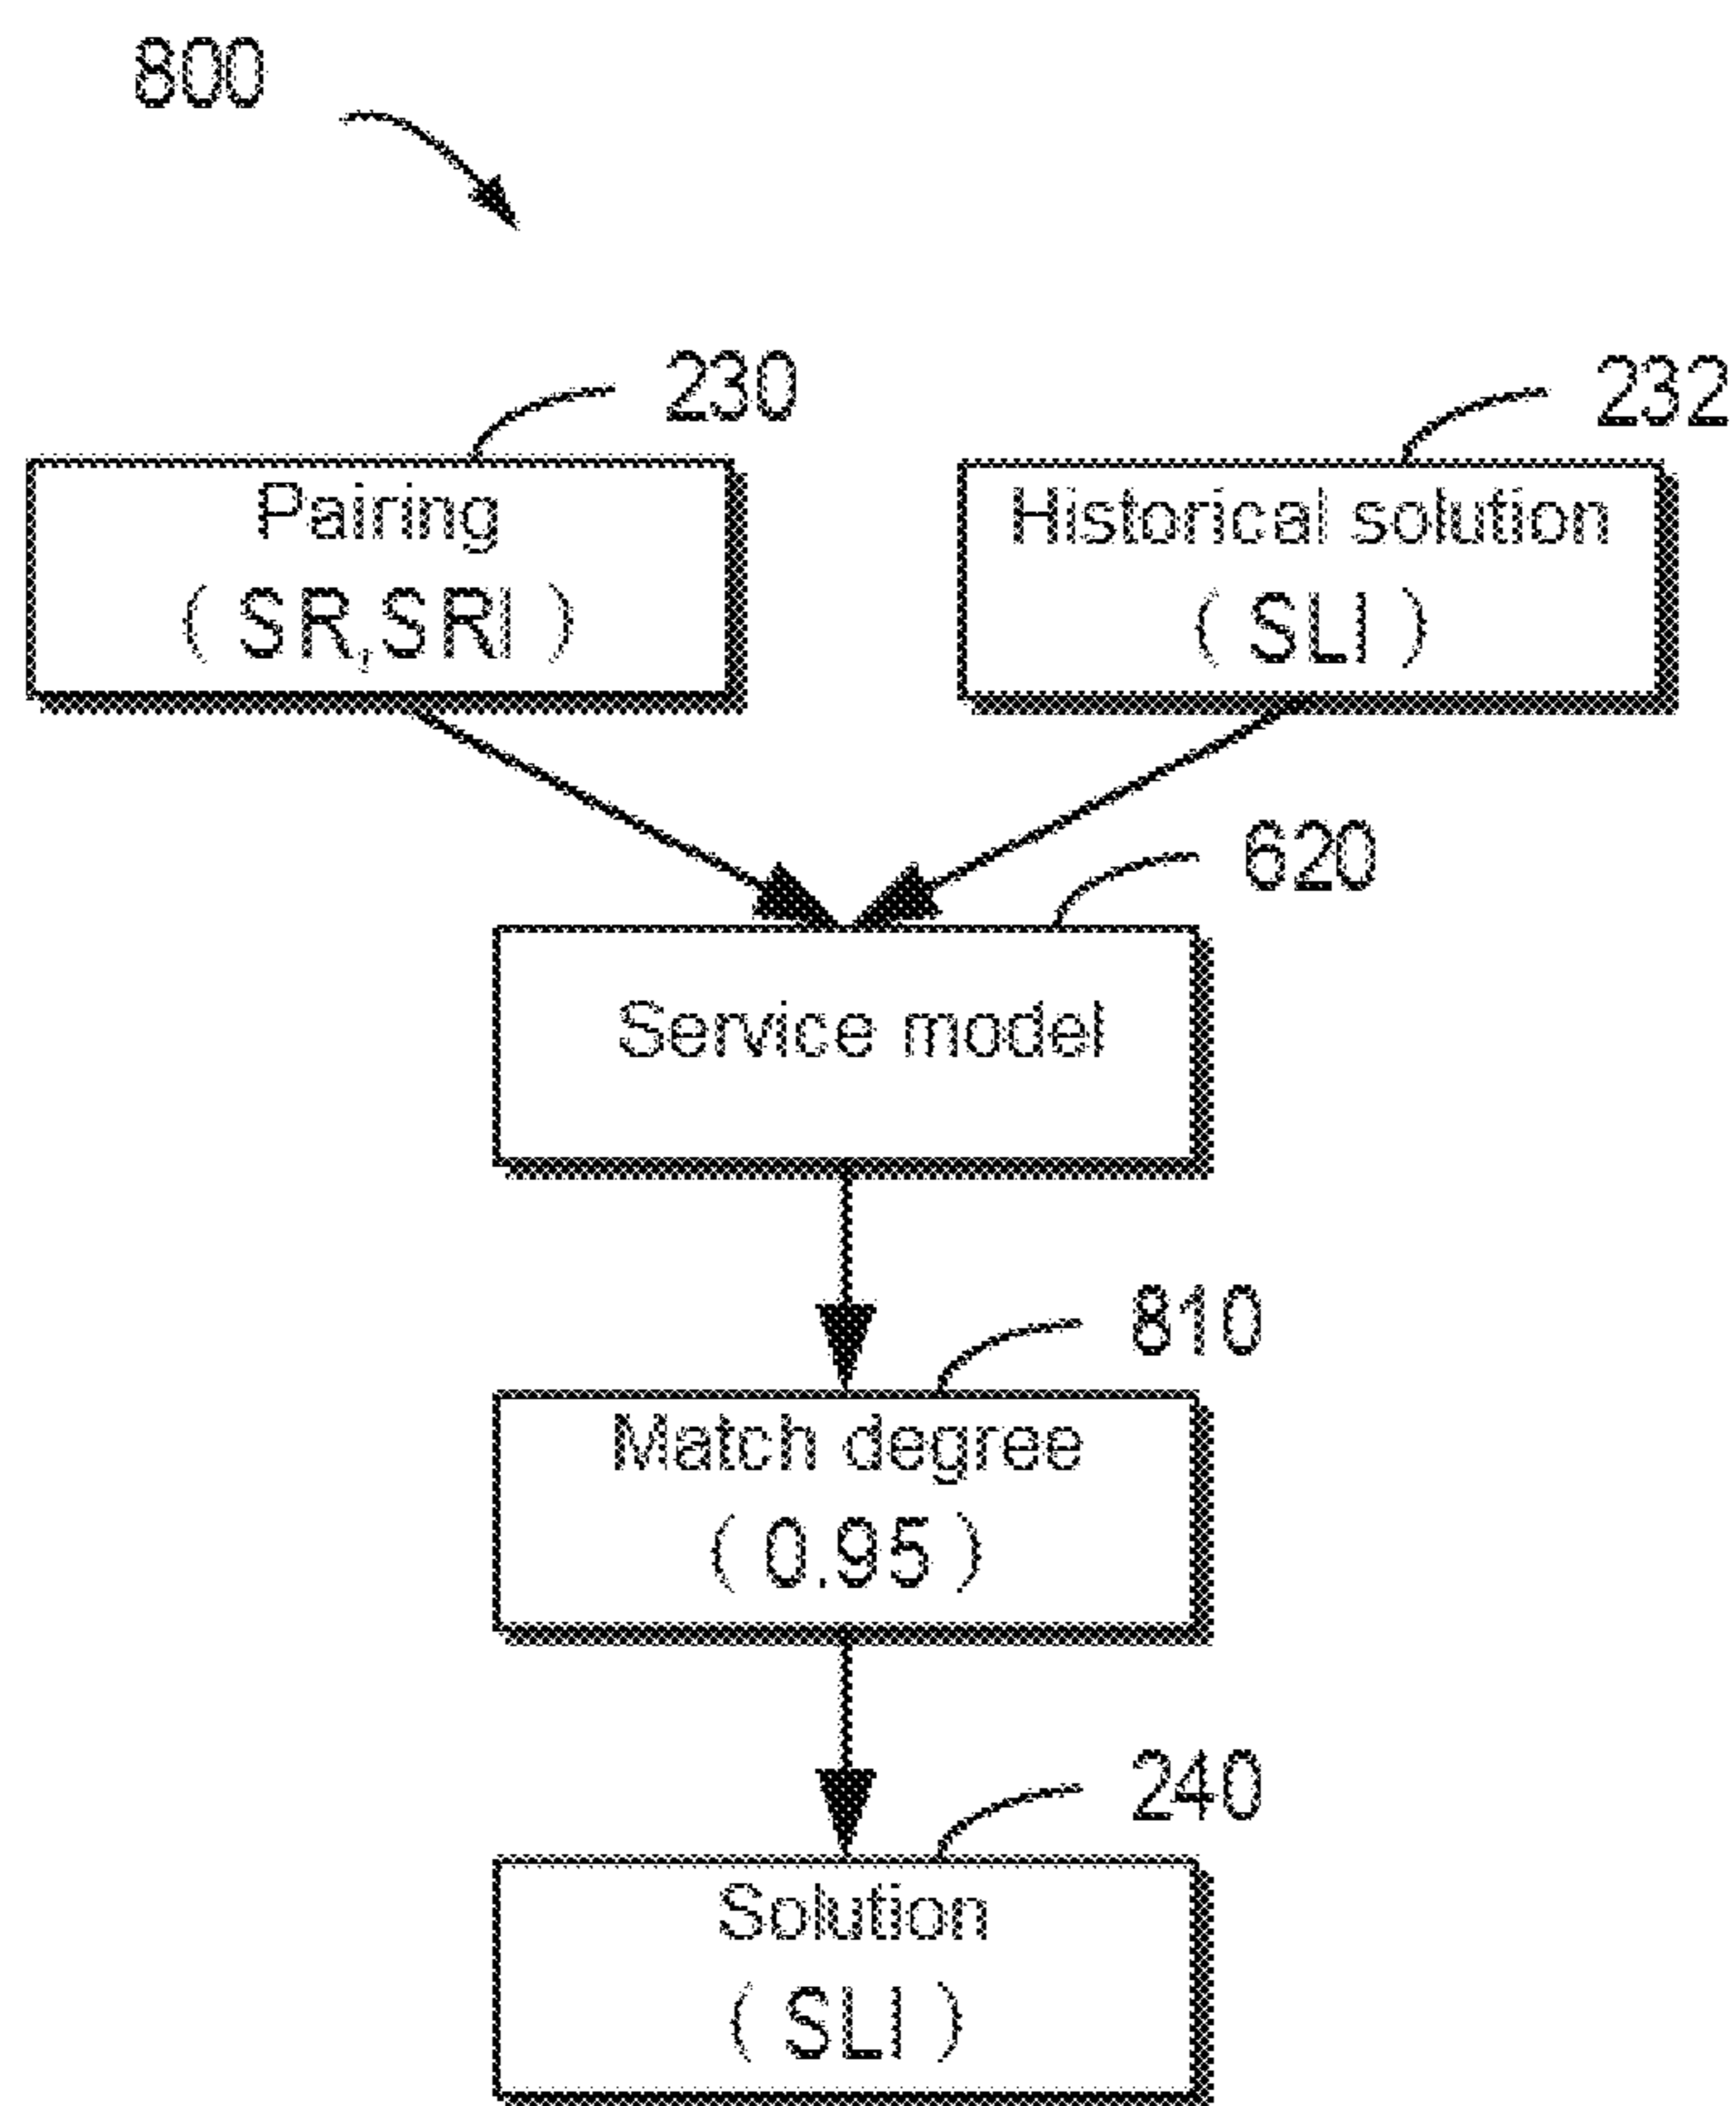 800
230
232
Pairing
( SR,SRI )
Historical solution
( SLI )
620
Service model
810
Match degree
( 0.95 )
240
Solution
( SLI )